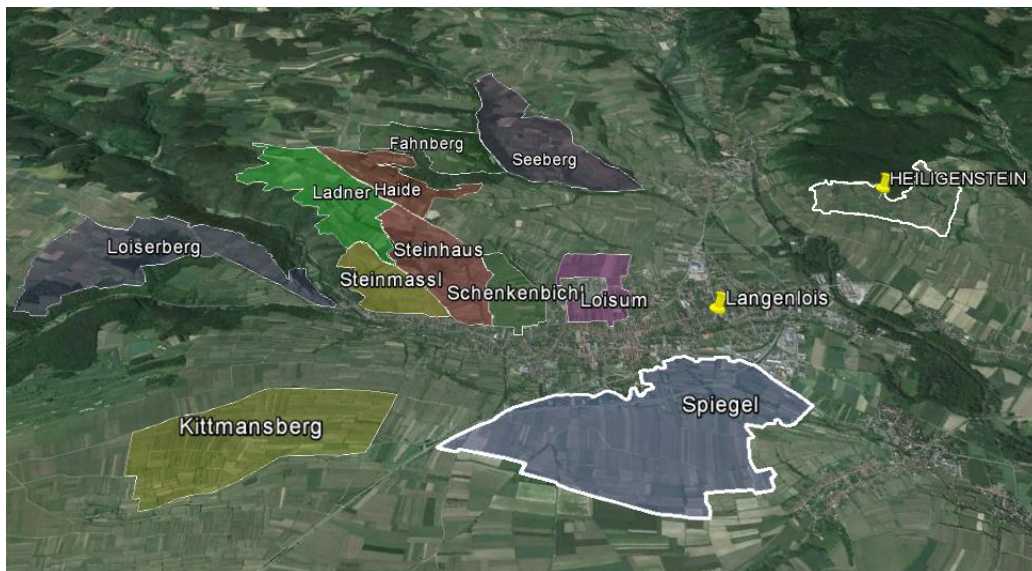 Fahnberg
Seeberg
HEILIGENSTEIN
Ladner
Haide
Loiserberg
Steinhaus
Steinmassl
Schenkenbichl
Loisum
Langenlois
Spiegel
Kittmansberg